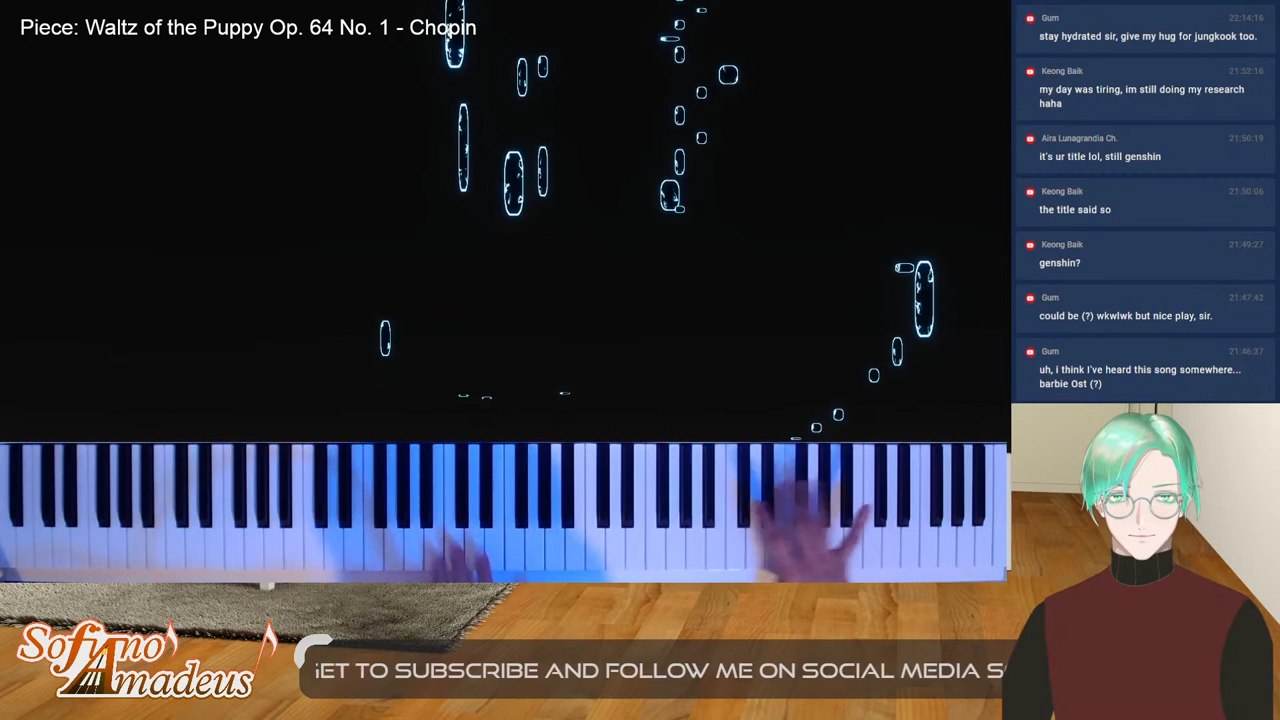 Piece: Waltz of the Puppy Op. 64 No. 1 - Chopin
Gum 22:14:16
stay hydrated sir, give my hug for jungkook too.
Keong Baik 21:52:16
my day was tiring, im still doing my research
haha
Aira Lunagrandia Ch. 21:50:19
it's ur title lol, still genshin
Keong Baik 21:50:06
the title said so
Keong Baik 21:49:27
genshin?
Gum 21:47:42
could be (?) wkwlwk but nice play, sir.
Gum 21:46:37
uh, i think I've heard this song somewhere...
barbie Ost (?)
Sofiano
Amadeus
GET TO SUBSCRIBE AND FOLLOW ME ON SOCIAL MEDIA S